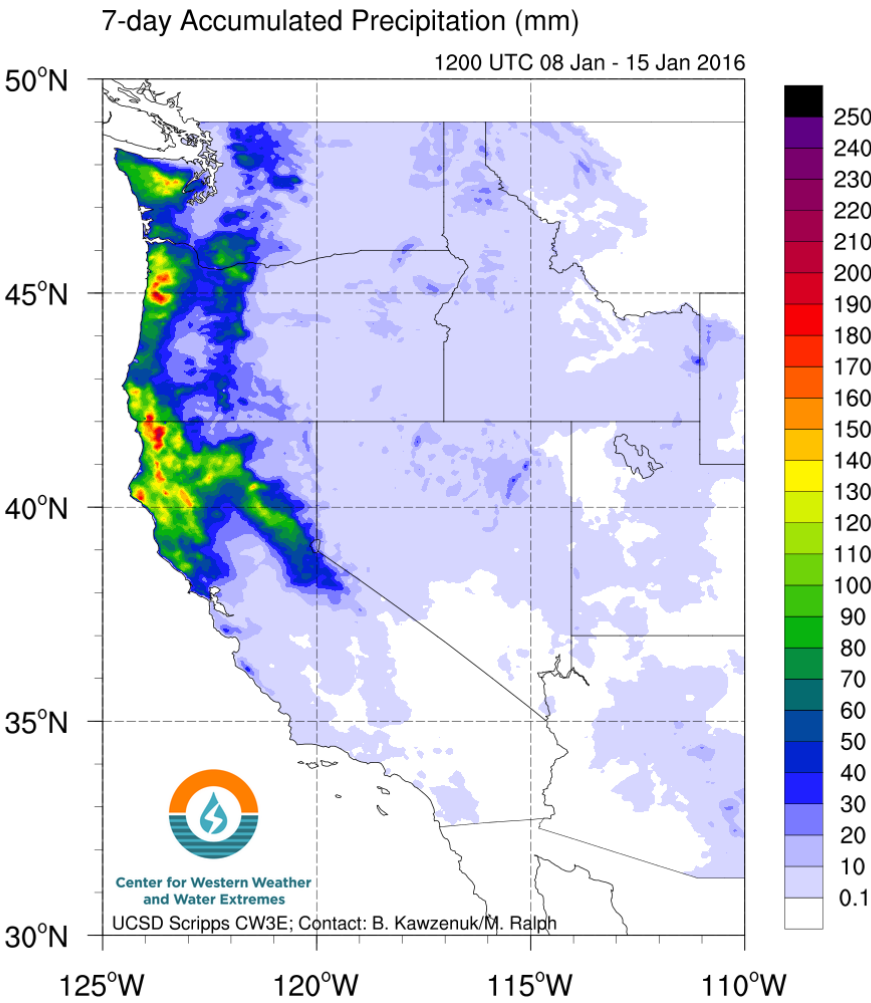 7-day Accumulated Precipitation (mm)
1200 UTC 08 Jan - 15 Jan 2016
50°N
45°N
40°N
35°N
30°N
125°W
120°W
115°W
110°W
250
240
230
220
210
200
190
180
170
160
150
140
130
120
110
100
90
80
70
60
50
40
30
20
10
0.1
Center for Western Weather
and Water Extremes
UCSD Scripps CW3E; Contact: B. Kawzenuk/M. Ralph